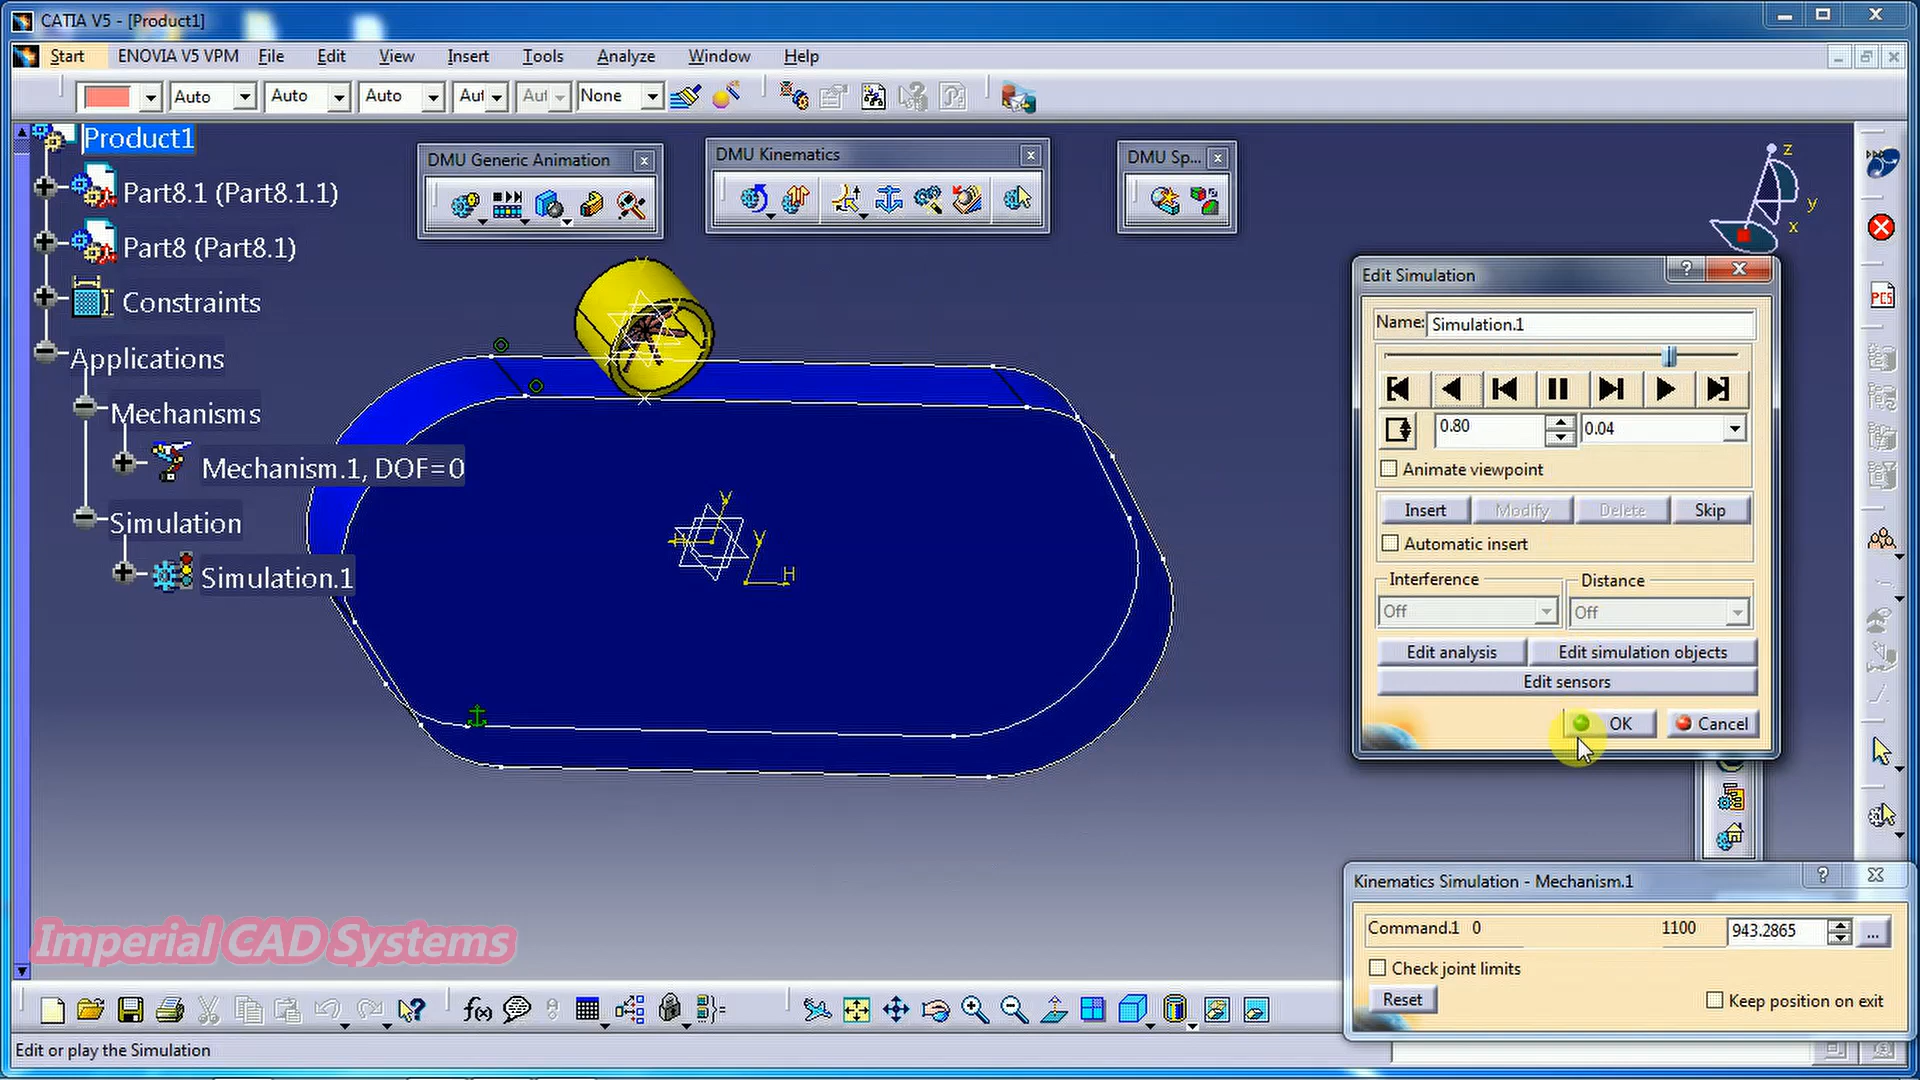 CATIA V5 - [Product1]
Start ENOVIA V5 VPM File Edit View Insert Tools Analyze Window Help
Auto Auto Auto Aut Aut None
Product1
Part8.1 (Part8.1.1)
Part8 (Part8.1)
Constraints
Applications
Mechanisms
Mechanism.1, DOF=0
Simulation
Simulation.1
DMU Generic Animation
DMU Kinematics
DMU Sp...
z
y
x
y
y
H
H
PCS
Edit Simulation
Name: Simulation.1
0.80 0.04
Animate viewpoint
Insert Modify Delete Skip
Automatic insert
Interference Distance
Off Off
Edit analysis Edit simulation objects
Edit sensors
OK Cancel
Kinematics Simulation - Mechanism.1
Command.1 0 1100 943.2865 ...
Check joint limits
Reset Keep position on exit
Imperial CAD Systems
f(x)
Edit or play the Simulation